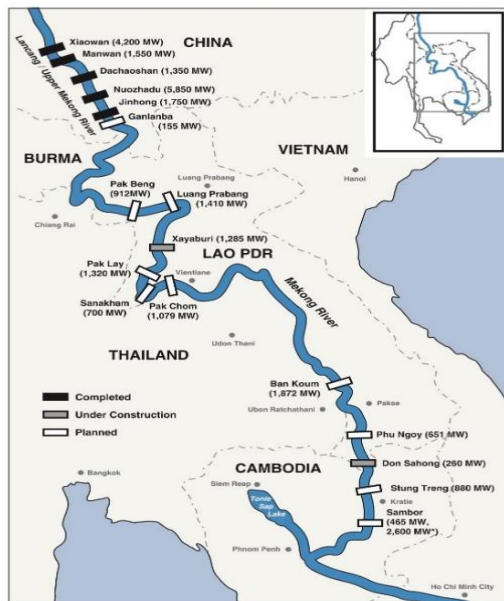 Xiaowan (4,200 MW)
Manwan (1,550 MW)
CHINA
Dachaoshan (1,350 MW)
Lancang / Upper Mekong River
Nuozhadu (5,850 MW)
Jinhong (1,750 MW)
Ganlanba
(155 MW)
BURMA
VIETNAM
Hanoi
Pak Beng
(912MW)
Luang Prabang
Luang Prabang
(1,410 MW)
Chiang Rai
Xayaburi (1,285 MW)
LAO PDR
Pak Lay
(1,320 MW)
Vientiane
Sanakham
(700 MW)
Pak Chom
(1,079 MW)
Mekong River
Udon Thani
THAILAND
Ban Koum
(1,872 MW)
Completed
Under Construction
Planned
Ubon Ratchathani
Pakse
Phu Ngoy (651 MW)
CAMBODIA
Don Sahong (260 MW)
Bangkok
Siem Reap
Stung Treng (880 MW)
Tonle
Sap
Lake
Kratie
Sambor
(465 MW,
2,600 MW*)
Phnom Penh
Ho Chi Minh City